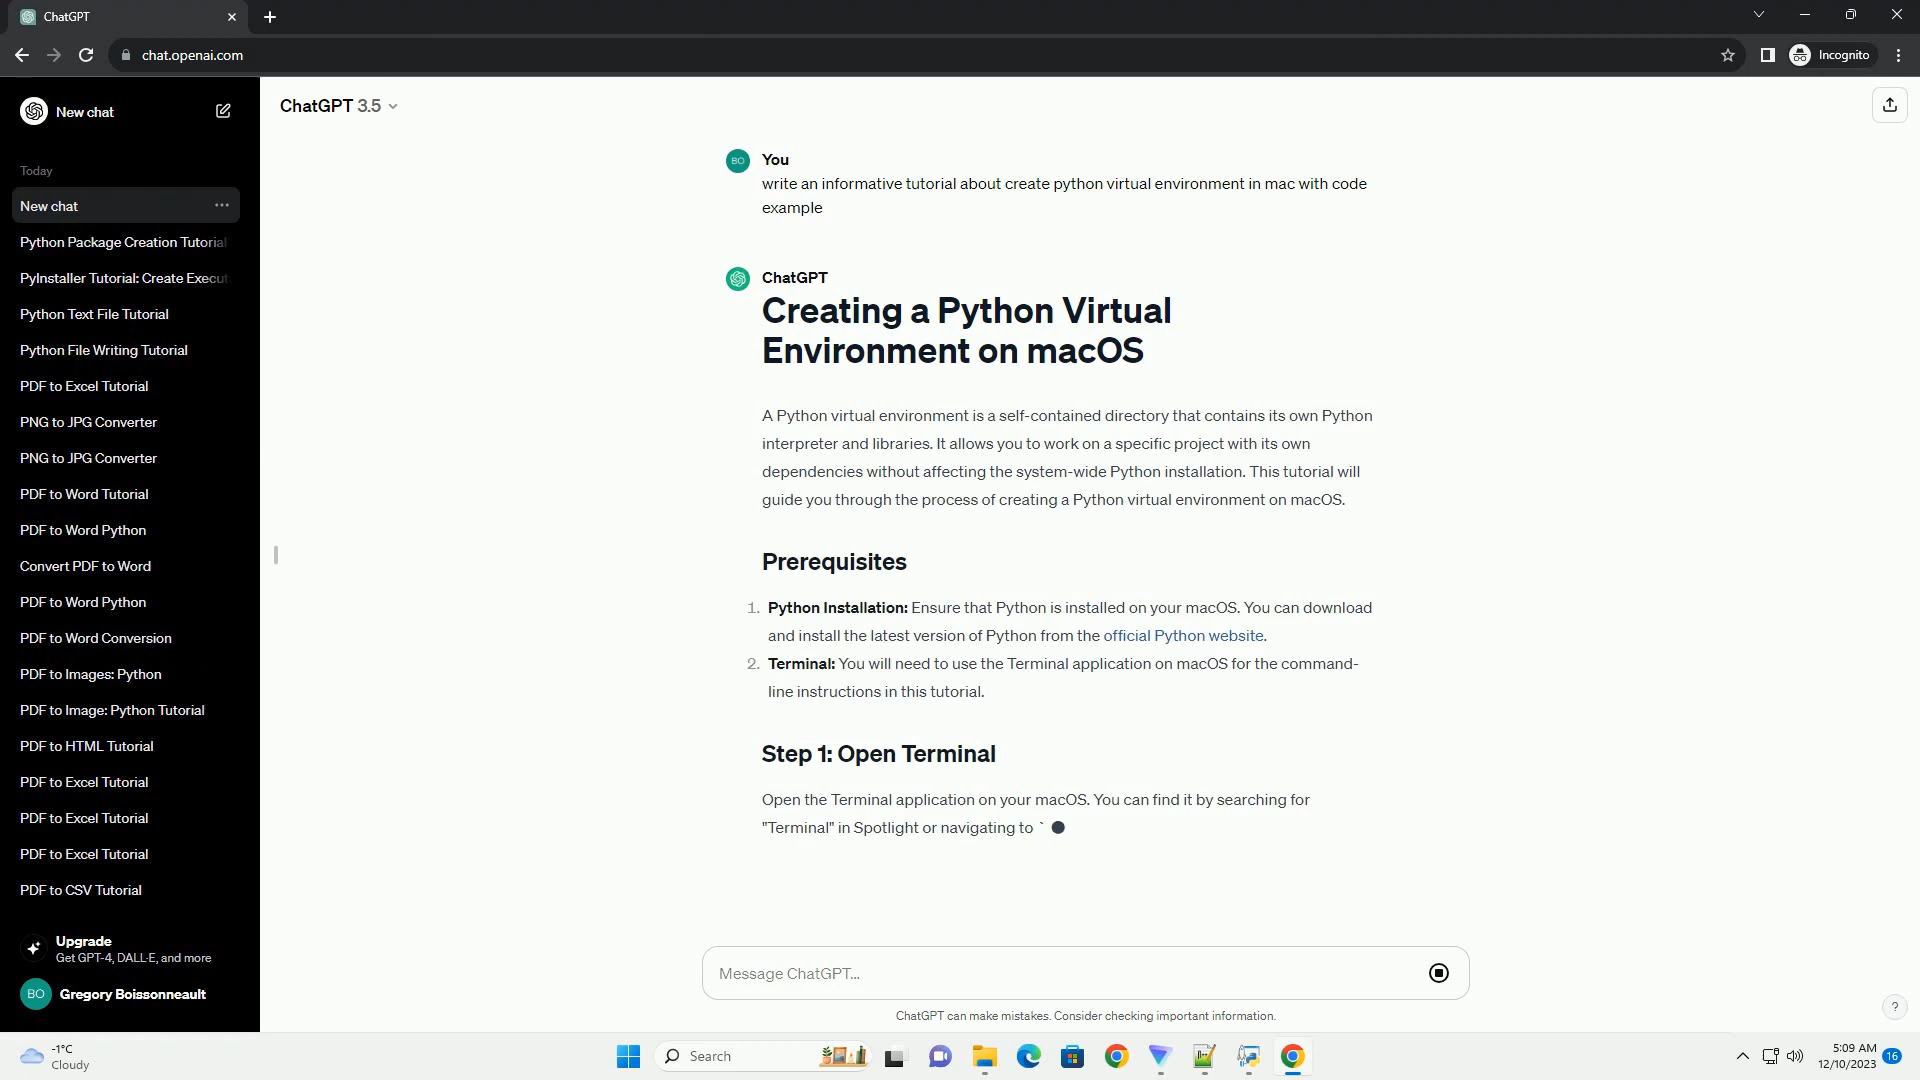 ChatGPT
chat.openai.com
Incognito
New chat
Today
New chat
Python Package Creation Tutorial
PyInstaller Tutorial: Create Execut
Python Text File Tutorial
Python File Writing Tutorial
PDF to Excel Tutorial
PNG to JPG Converter
PNG to JPG Converter
PDF to Word Tutorial
PDF to Word Python
Convert PDF to Word
PDF to Word Python
PDF to Word Conversion
PDF to Images: Python
PDF to Image: Python Tutorial
PDF to HTML Tutorial
PDF to Excel Tutorial
PDF to Excel Tutorial
PDF to Excel Tutorial
PDF to CSV Tutorial
Upgrade
Get GPT-4, DALL·E, and more
BO Gregory Boissonneault
ChatGPT 3.5
BO You
write an informative tutorial about create python virtual environment in mac with code
example
ChatGPT
Creating a Python Virtual
Environment on macOS
A Python virtual environment is a self-contained directory that contains its own Python
interpreter and libraries. It allows you to work on a specific project with its own
dependencies without affecting the system-wide Python installation. This tutorial will
guide you through the process of creating a Python virtual environment on macOS.
Prerequisites
1. Python Installation: Ensure that Python is installed on your macOS. You can download
and install the latest version of Python from the official Python website.
2. Terminal: You will need to use the Terminal application on macOS for the command-
line instructions in this tutorial.
Step 1: Open Terminal
Open the Terminal application on your macOS. You can find it by searching for
"Terminal" in Spotlight or navigating to `
Message ChatGPT...
ChatGPT can make mistakes. Consider checking important information.
?
-1°C
Cloudy
Search
5:09 AM
12/10/2023
16